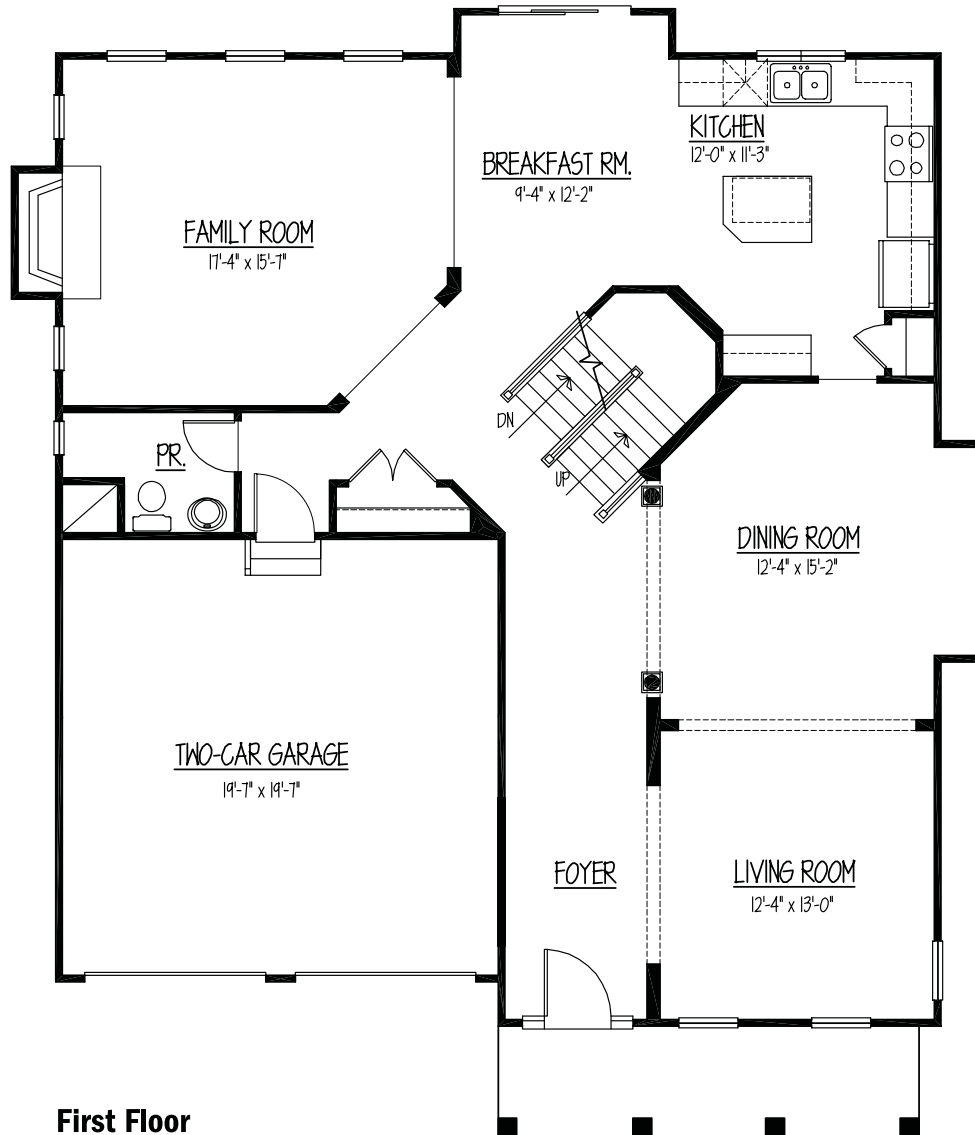 KITCHEN
12'-0" x 11'-3"
BREAKFAST RM.
9'-4" x 12'-2"
FAMILY ROOM
17'-4" x 15'-7"
DN
PR.
UP
DINING ROOM
12'-4" x 15'-2"
TWO-CAR GARAGE
19'-7" x 19'-7"
FOYER
LIVING ROOM
12'-4" x 13'-0"
First Floor